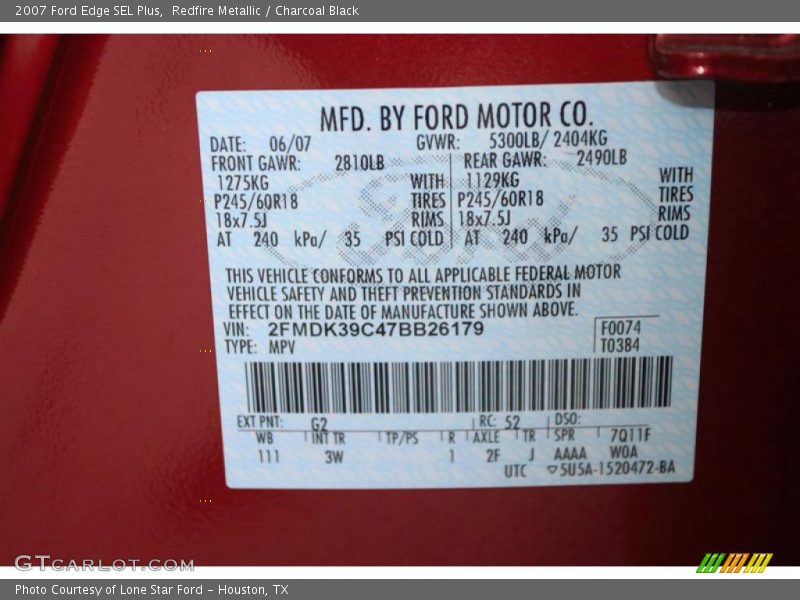 2007 Ford Edge SEL Plus, Redfire Metallic / Charcoal Black
MFD. BY FORD MOTOR CO.
DATE: 06/07 GVWR: 5300LB/ 2404KG
FRONT GAWR: 2810LB REAR GAWR: 2490LB
1275KG WITH 1129KG WITH
P245/60R18 TIRES P245/60R18 TIRES
18x7.5J RIMS 18x7.5J RIMS
AT 240 kPa/ 35 PSI COLD AT 240 kPa/ 35 PSI COLD
THIS VEHICLE CONFORMS TO ALL APPLICABLE FEDERAL MOTOR
VEHICLE SAFETY AND THEFT PREVENTION STANDARDS IN
EFFECT ON THE DATE OF MANUFACTURE SHOWN ABOVE.
VIN: 2FMDK39C47BB26179 F0074
TYPE: MPV T0384
EXT PNT: G2 RC: 52 DSO:
WB INT TR TP/PS R AXLE TR SPR 7Q11F
111 3W 1 2F J AAAA W0A
UTC ▽5U5A-1520472-BA
Ford
GTCARLOT.COM
Photo Courtesy of Lone Star Ford - Houston, TX